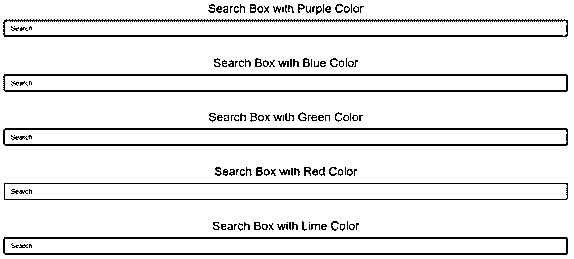 Search Box with Purple Color
Search
Search Box with Blue Color
Search
Search Box with Green Color
Search
Search Box with Red Color
Search
Search Box with Lime Color
Search